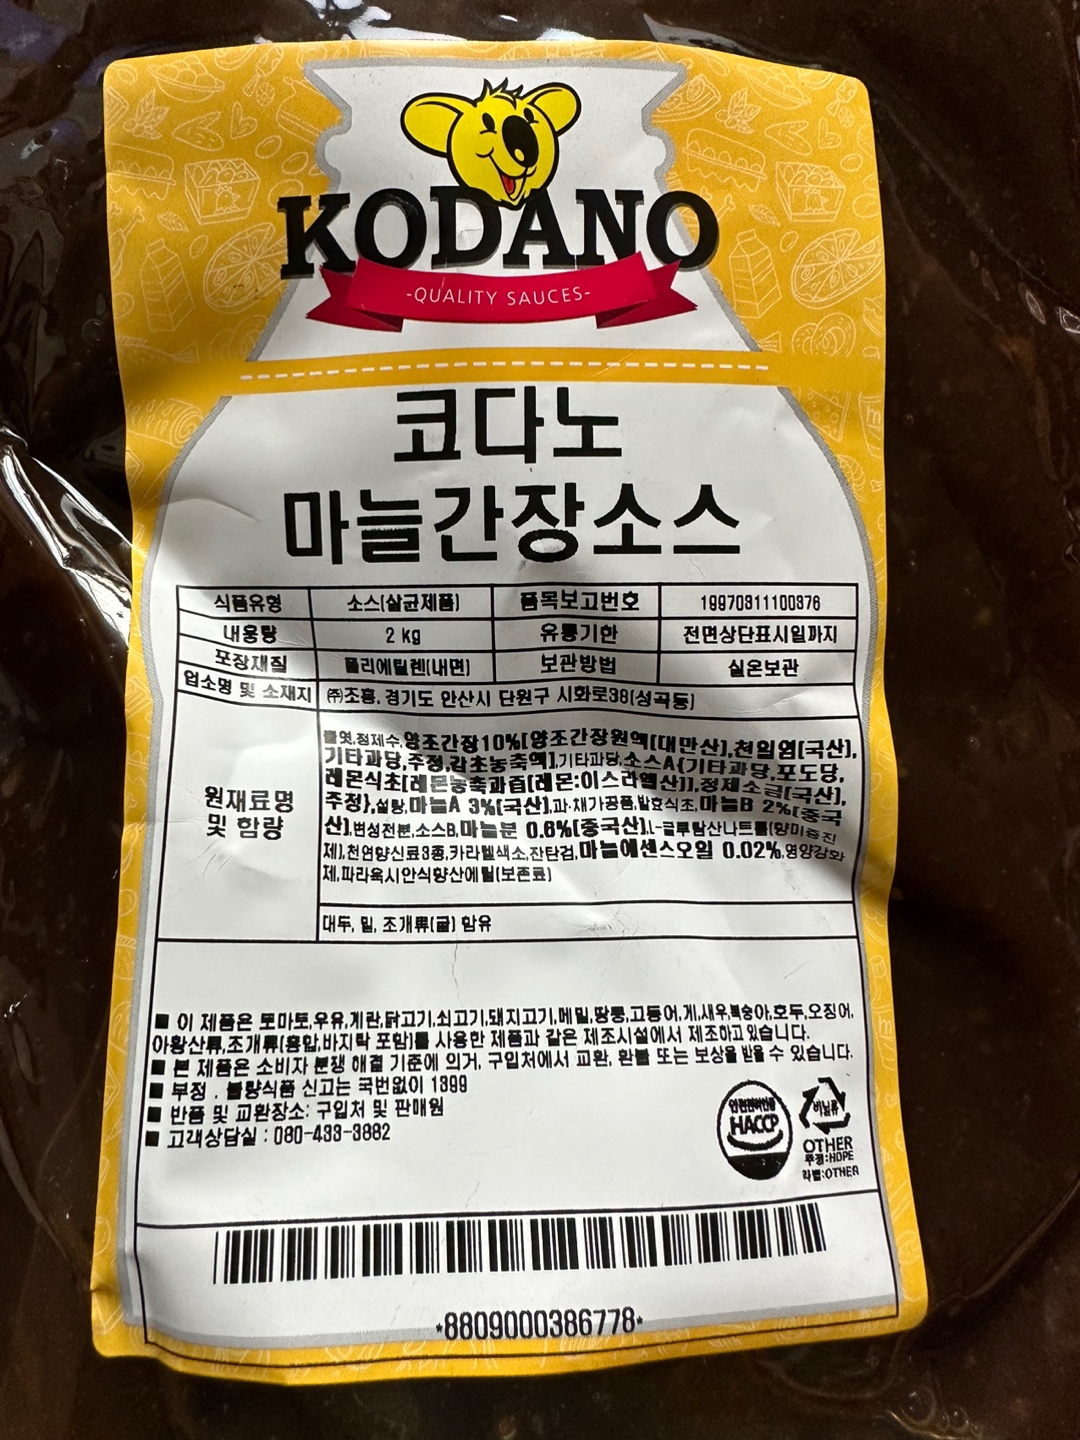 KODANO
-QUALITY SAUCES-
코다노
마늘간장소스
식품유형 소스(살균제품) 품목보고번호 19970311100376
내용량 2 kg 유통기한 전면상단표시일까지
포장재질 폴리에틸렌(내면) 보관방법 실온보관
업소명 및 소재지 ㈜조흥, 경기도 안산시 단원구 시화로38(성곡동)
원재료명
및 함량
물엿,정제수,양조간장10%[양조간장원액(대만산),천일염(국산),
기타과당,주정,감초농축액],기타과당,소스A{기타과당,포도당,
레몬식초[레몬농축과즙(레몬:이스라엘산)],정제소금(국산),
주정},설탕,마늘A 3%(국산),과·채가공품,발효식초,마늘B 2%(중국
산),변성전분,소스B,마늘분 0.6%(중국산),L-글루탐산나트륨(향미증진
제),천연향신료3종,카라멜색소,잔탄검,마늘에센스오일 0.02%,영양강화
제,파라옥시안식향산에틸(보존료)
대두, 밀, 조개류(굴) 함유
■ 이 제품은 토마토,우유,계란,닭고기,쇠고기,돼지고기,메밀,땅콩,고등어,게,새우,복숭아,호두,오징어,
아황산류,조개류(홍합,바지락 포함)를 사용한 제품과 같은 제조시설에서 제조하고 있습니다.
■ 본 제품은 소비자 분쟁 해결 기준에 의거, 구입처에서 교환, 환불 또는 보상을 받을 수 있습니다.
■ 부정 . 불량식품 신고는 국번없이 1399
■ 반품 및 교환장소: 구입처 및 판매원
■ 고객상담실 : 080-433-3882
안전관리인증
HACCP
비닐류
OTHER
뚜껑:HDPE
라벨:OTHER
*8809000386778*